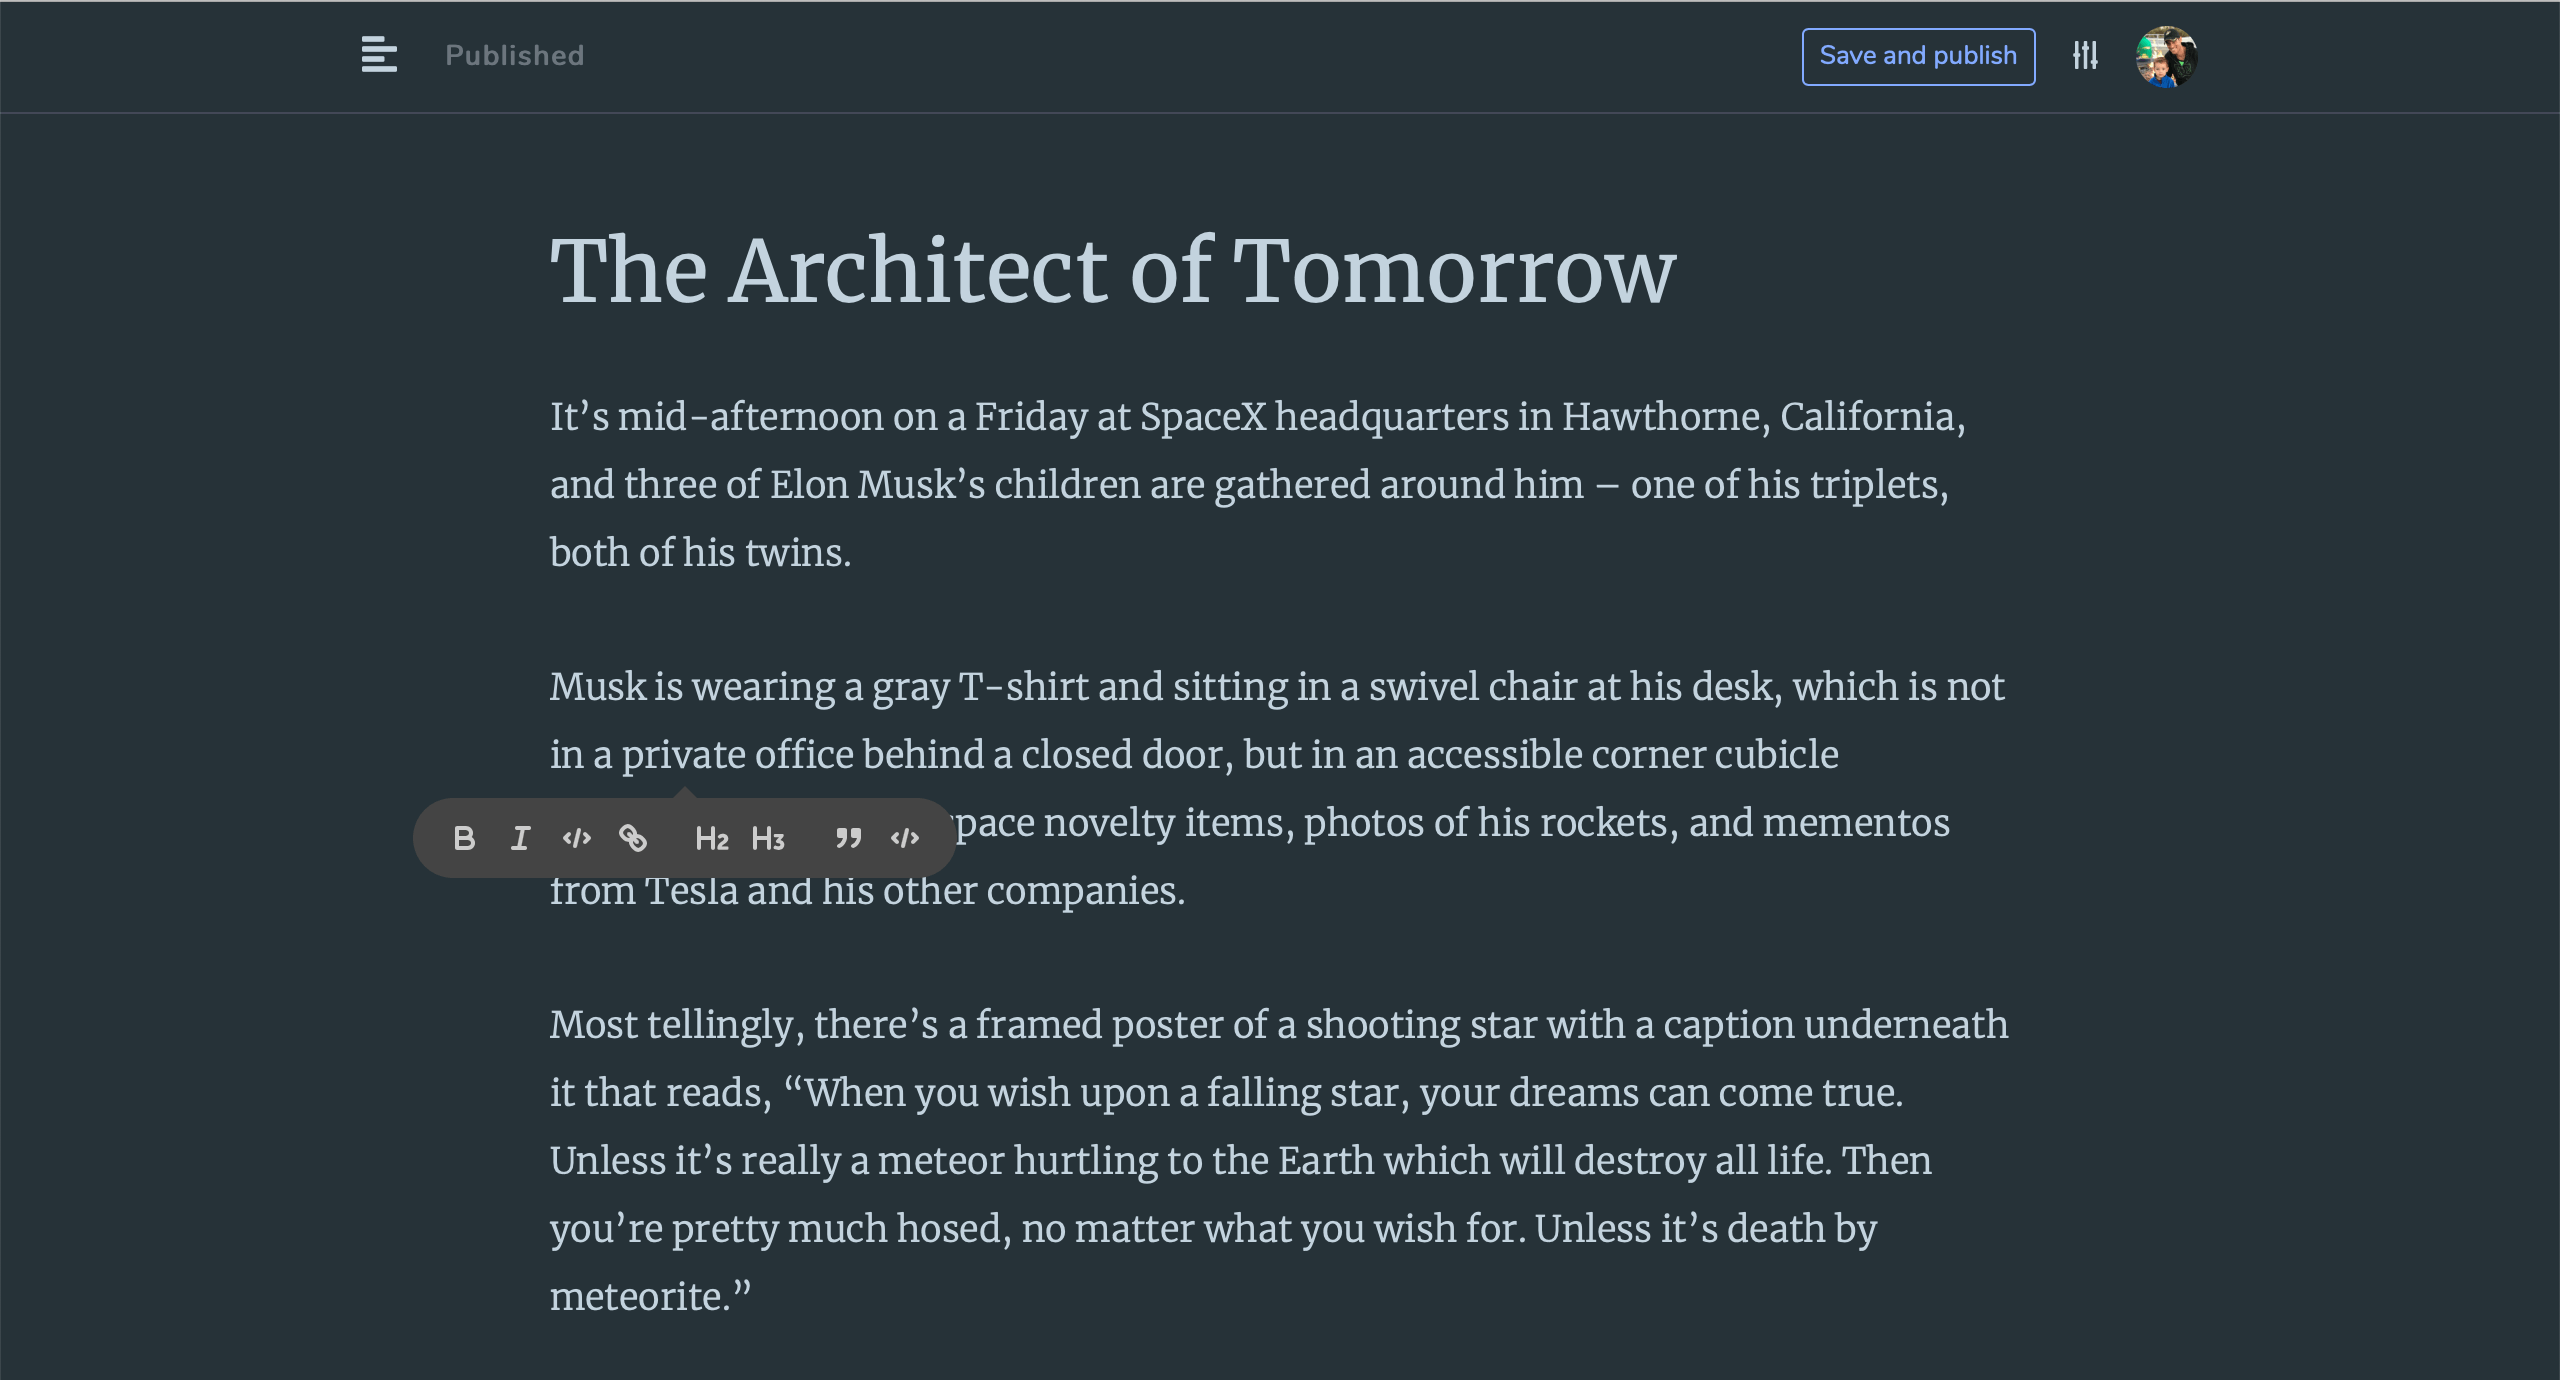 Published
Save and publish
The Architect of Tomorrow
It’s mid-afternoon on a Friday at SpaceX headquarters in Hawthorne, California,
and three of Elon Musk’s children are gathered around him – one of his triplets,
both of his twins.
Musk is wearing a gray T-shirt and sitting in a swivel chair at his desk, which is not
in a private office behind a closed door, but in an accessible corner cubicle
novelty items, photos of his rockets, and mementos
B I </> H2 H3 ” </>
from Tesla and his other companies.
Most tellingly, there’s a framed poster of a shooting star with a caption underneath
it that reads, “When you wish upon a falling star, your dreams can come true.
Unless it’s really a meteor hurtling to the Earth which will destroy all life. Then
you’re pretty much hosed, no matter what you wish for. Unless it’s death by
meteorite.”